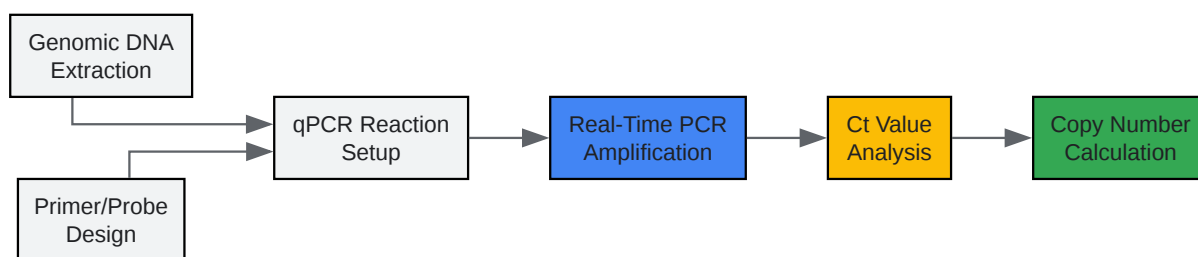 Genomic DNA
Extraction
Primer/Probe
Design
qPCR Reaction
Setup
Real-Time PCR
Amplification
Ct Value
Analysis
Copy Number
Calculation